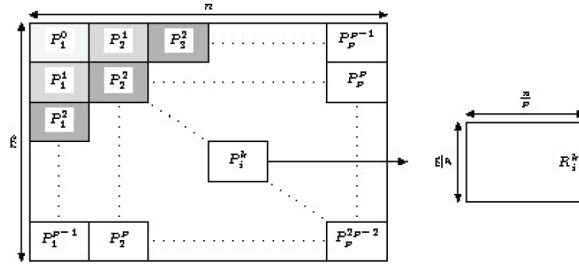 n
P_1^0 P_2^1 P_3^2 P_p^{p-1}
P_1^1 P_2^2 P_p^p
P_1^2
m
P_i^k
n/p
m/p
R_i^k
P_1^{p-1} P_2^p P_p^{2p-2}